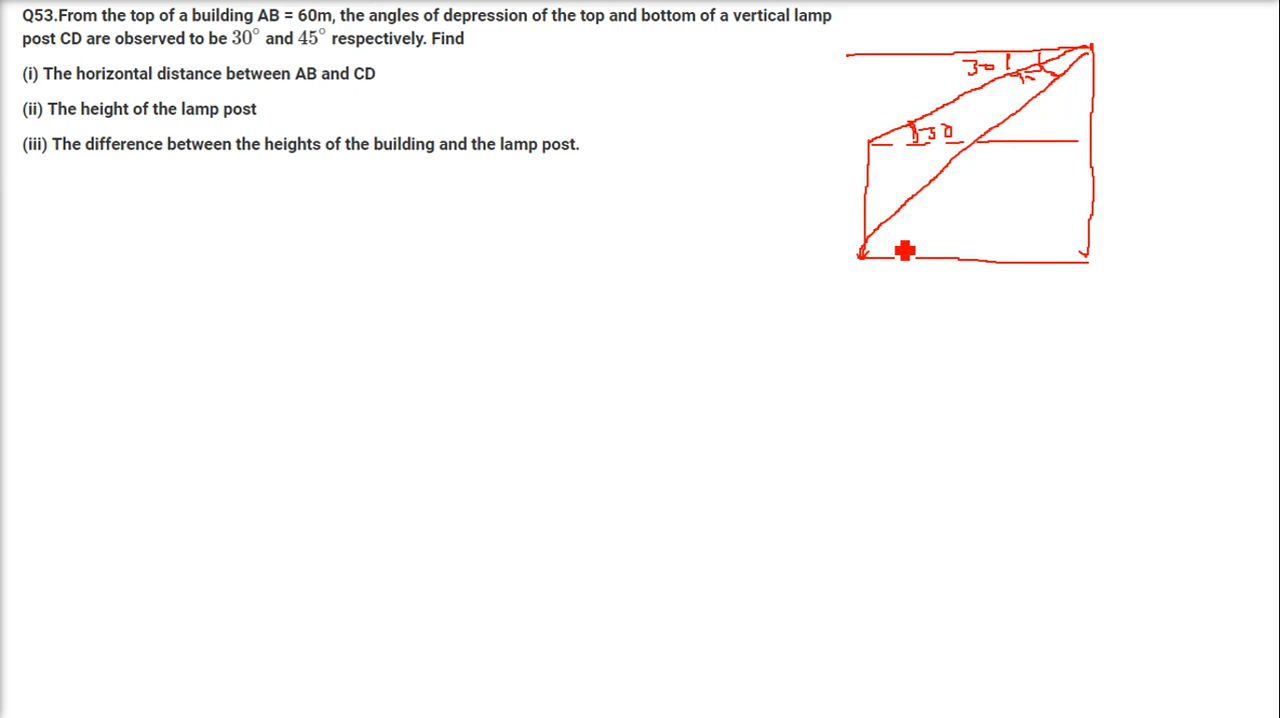 Q53.From the top of a building AB = 60m, the angles of depression of the top and bottom of a vertical lamp
post CD are observed to be 30° and 45° respectively. Find
(i) The horizontal distance between AB and CD
(ii) The height of the lamp post
(iii) The difference between the heights of the building and the lamp post.
30
30